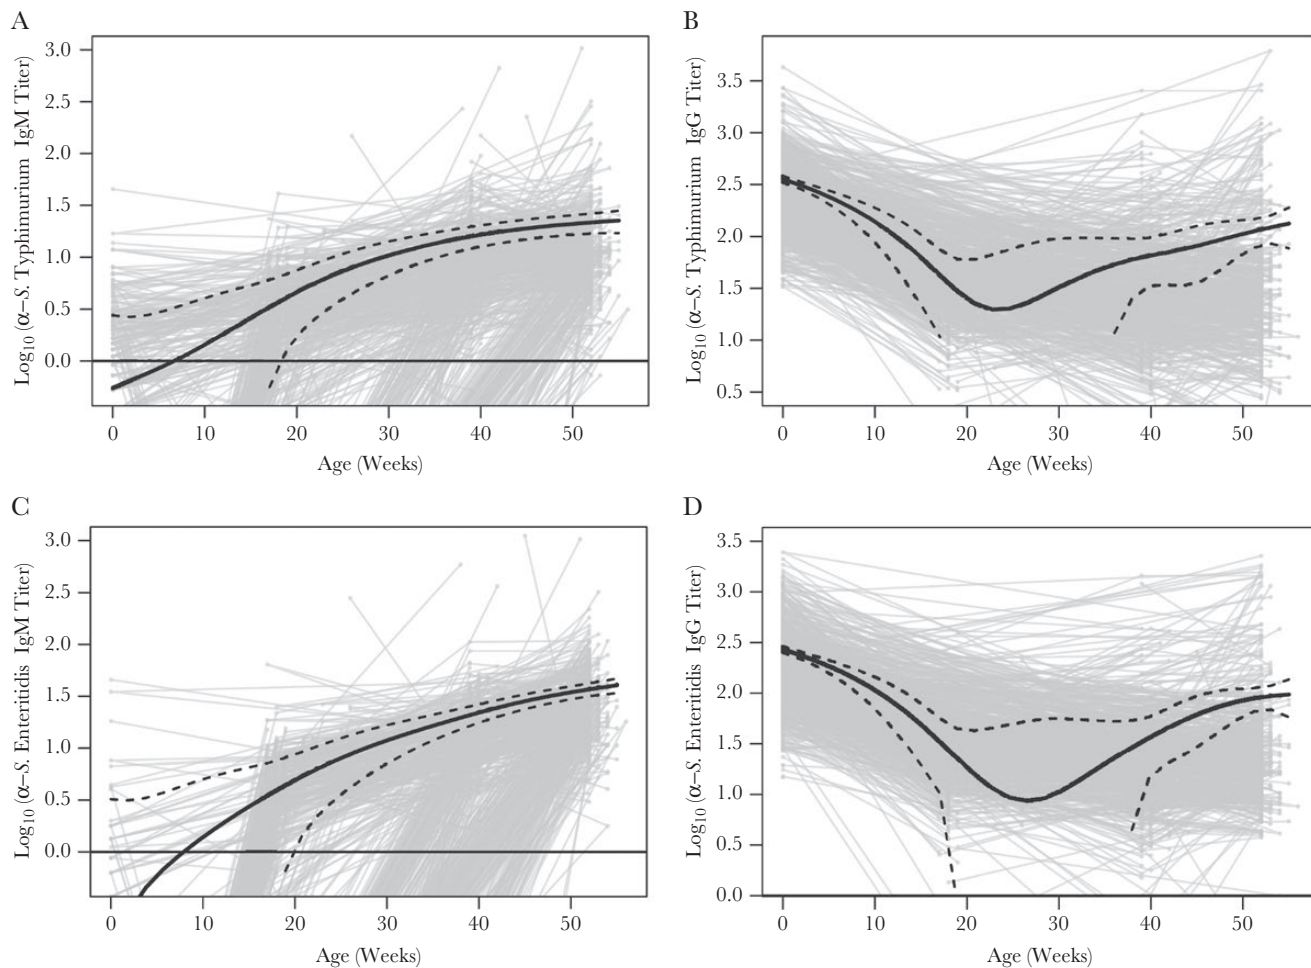 A
Log10 (α–S. Typhimurium IgM Titer)
3.0
2.5
2.0
1.5
1.0
0.5
0.0
0 10 20 30 40 50
Age (Weeks)
B
Log10 (α–S. Typhimurium IgG Titer)
3.5
3.0
2.5
2.0
1.5
1.0
0.5
0 10 20 30 40 50
Age (Weeks)
C
Log10 (α–S. Enteritidis IgM Titer)
3.0
2.5
2.0
1.5
1.0
0.5
0.0
0 10 20 30 40 50
Age (Weeks)
D
Log10 (α–S. Enteritidis IgG Titer)
3.5
3.0
2.5
2.0
1.5
1.0
0.5
0.0
0 10 20 30 40 50
Age (Weeks)